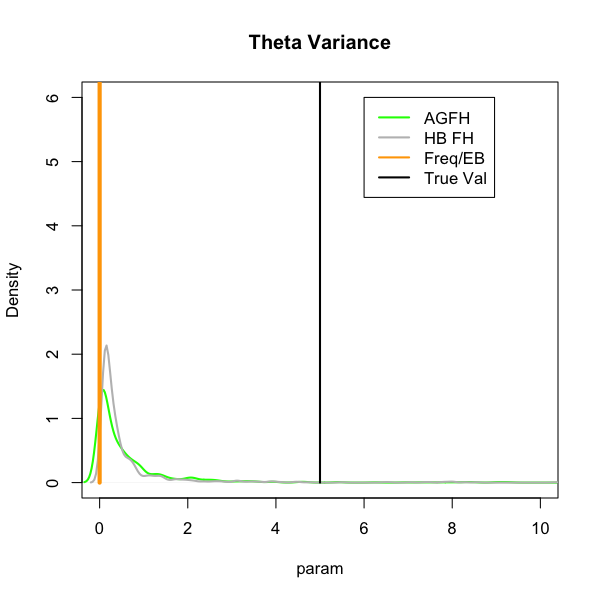 Theta Variance
Density
6
5
4
3
2
1
0
AGFH
HB FH
Freq/EB
True Val
0 2 4 6 8 10
param